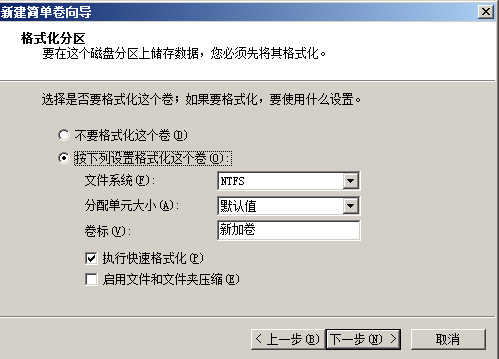 新建简单卷向导
格式化分区
要在这个磁盘分区上储存数据，您必须先将其格式化。
选择是否要格式化这个卷；如果要格式化，要使用什么设置。
不要格式化这个卷(D)
按下列设置格式化这个卷(O):
文件系统(F): NTFS
分配单元大小(A): 默认值
卷标(V): 新加卷
执行快速格式化(P)
启用文件和文件夹压缩(E)
< 上一步(B) 下一步(N) > 取消